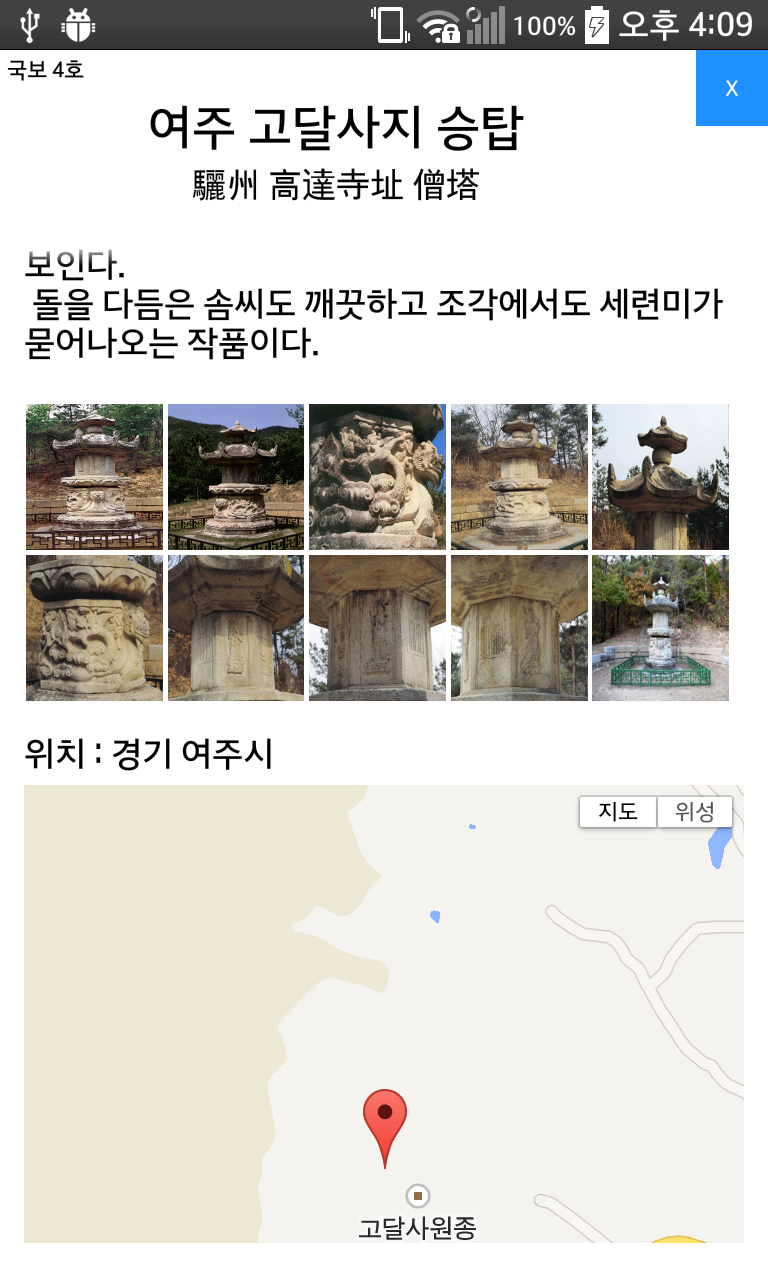 100% 오후 4:09
국보 4호
X
여주 고달사지 승탑
驪州 高達寺址 僧塔
보인다.
돌을 다듬은 솜씨도 깨끗하고 조각에서도 세련미가
묻어나오는 작품이다.
위치 : 경기 여주시
지도 위성
고달사원종